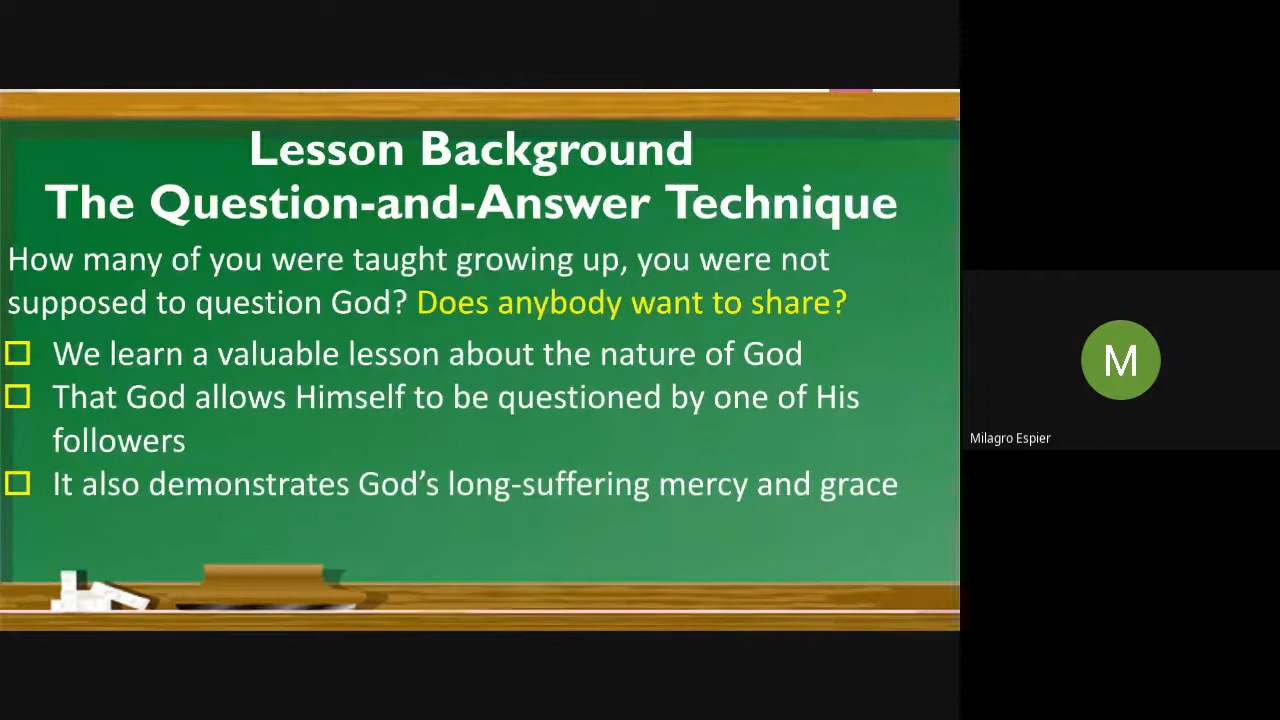 Lesson Background
The Question-and-Answer Technique
How many of you were taught growing up, you were not
supposed to question God? Does anybody want to share?
We learn a valuable lesson about the nature of God
That God allows Himself to be questioned by one of His
followers
It also demonstrates God’s long-suffering mercy and grace
M
Milagro Espier